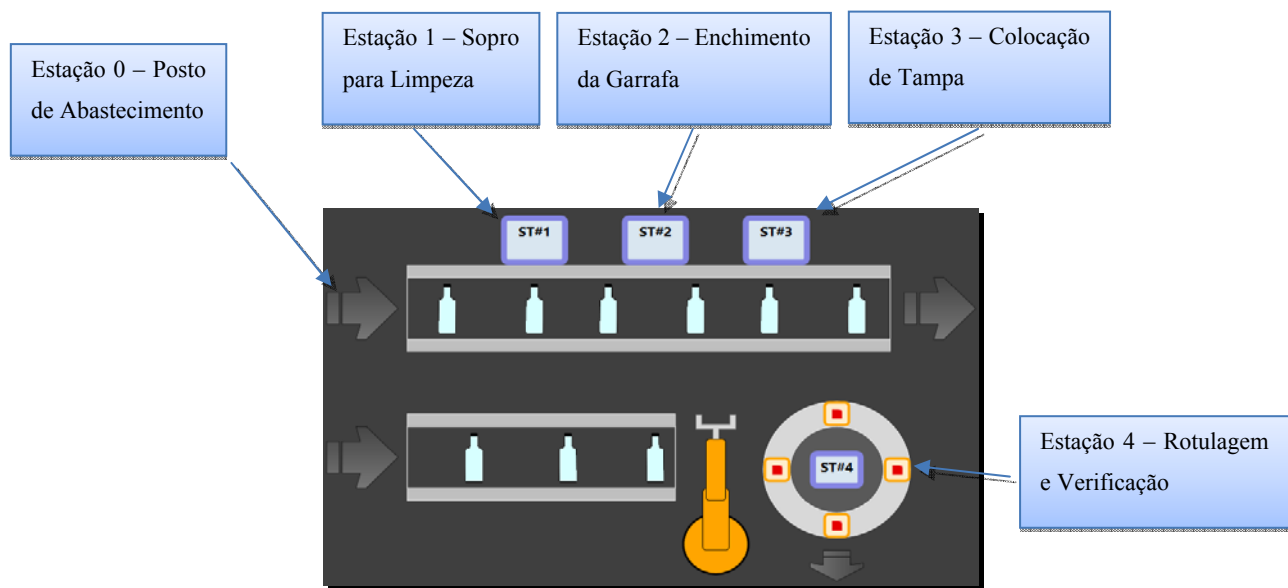 Estação 0 – Posto
de Abastecimento
Estação 1 – Sopro
para Limpeza
Estação 2 – Enchimento
da Garrafa
Estação 3 – Colocação
de Tampa
ST#1
ST#2
ST#3
ST#4
Estação 4 – Rotulagem
e Verificação